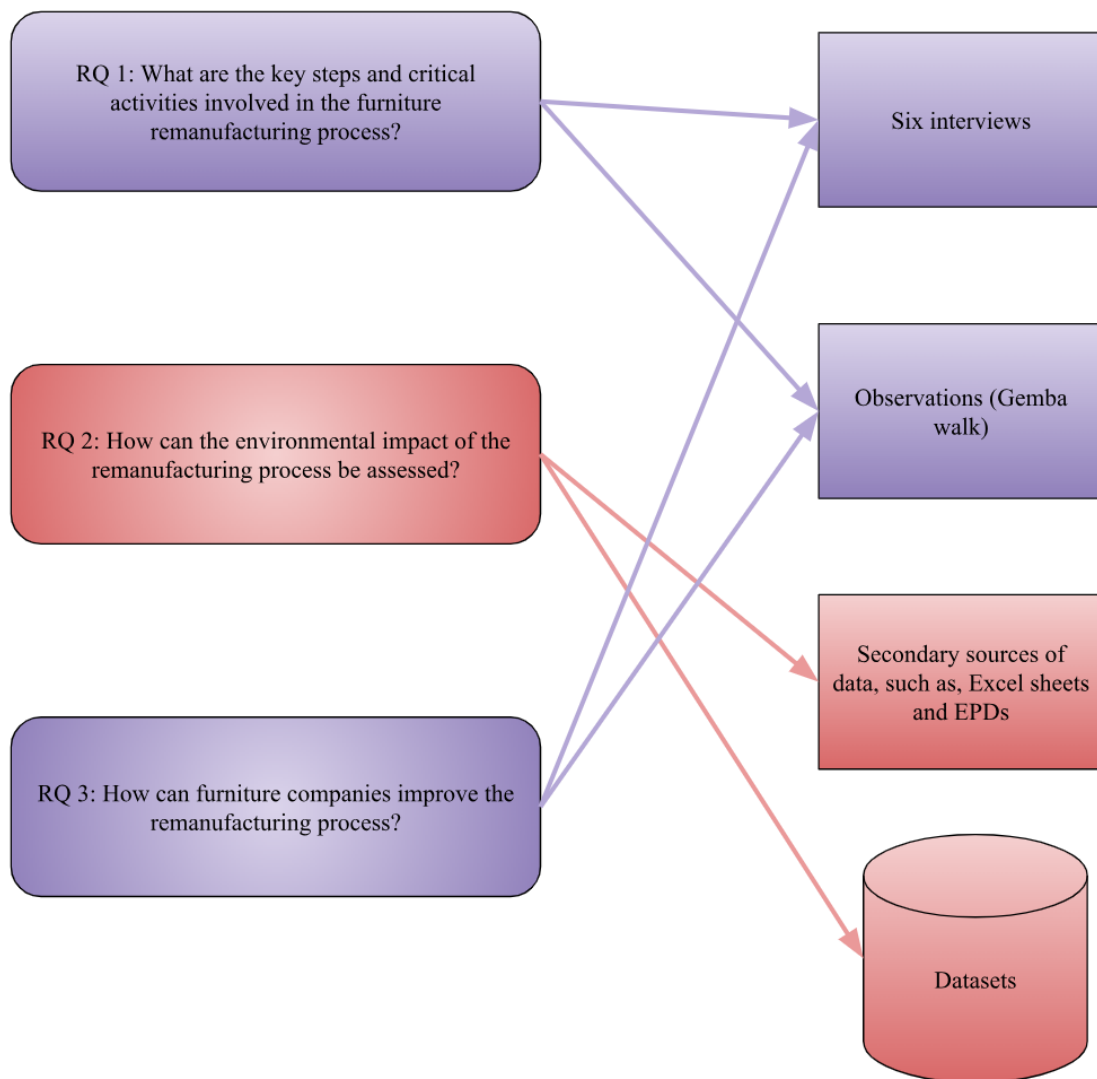 RQ 1: What are the key steps and critical
activities involved in the furniture
remanufacturing process?
Six interviews
Observations (Gemba
walk)
RQ 2: How can the environmental impact of the
remanufacturing process be assessed?
Secondary sources of
data, such as, Excel sheets
and EPDs
RQ 3: How can furniture companies improve the
remanufacturing process?
Datasets